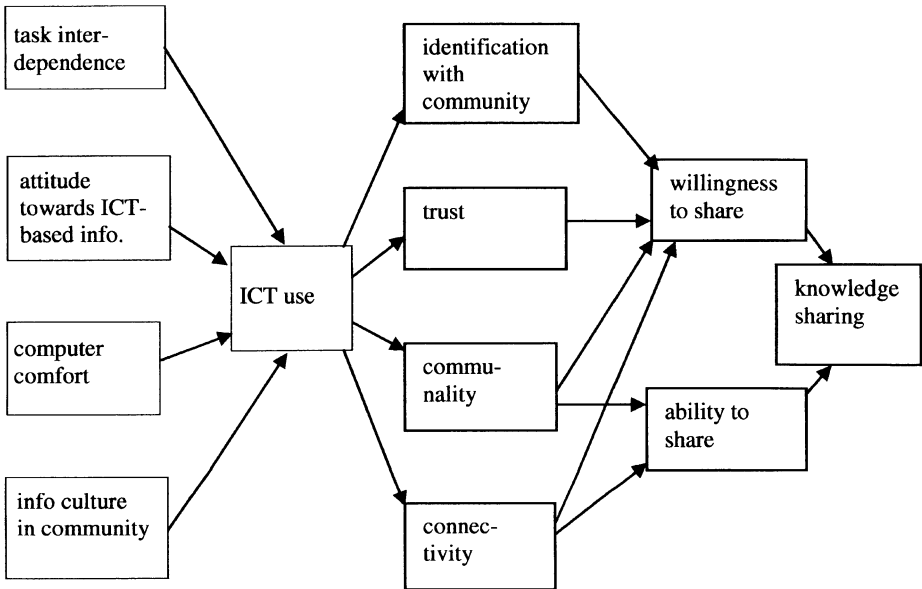 task inter-
dependence
attitude
towards ICT-
based info.
computer
comfort
info culture
in community
ICT use
identification
with
community
trust
commu-
nality
connec-
tivity
willingness
to share
ability to
share
knowledge
sharing